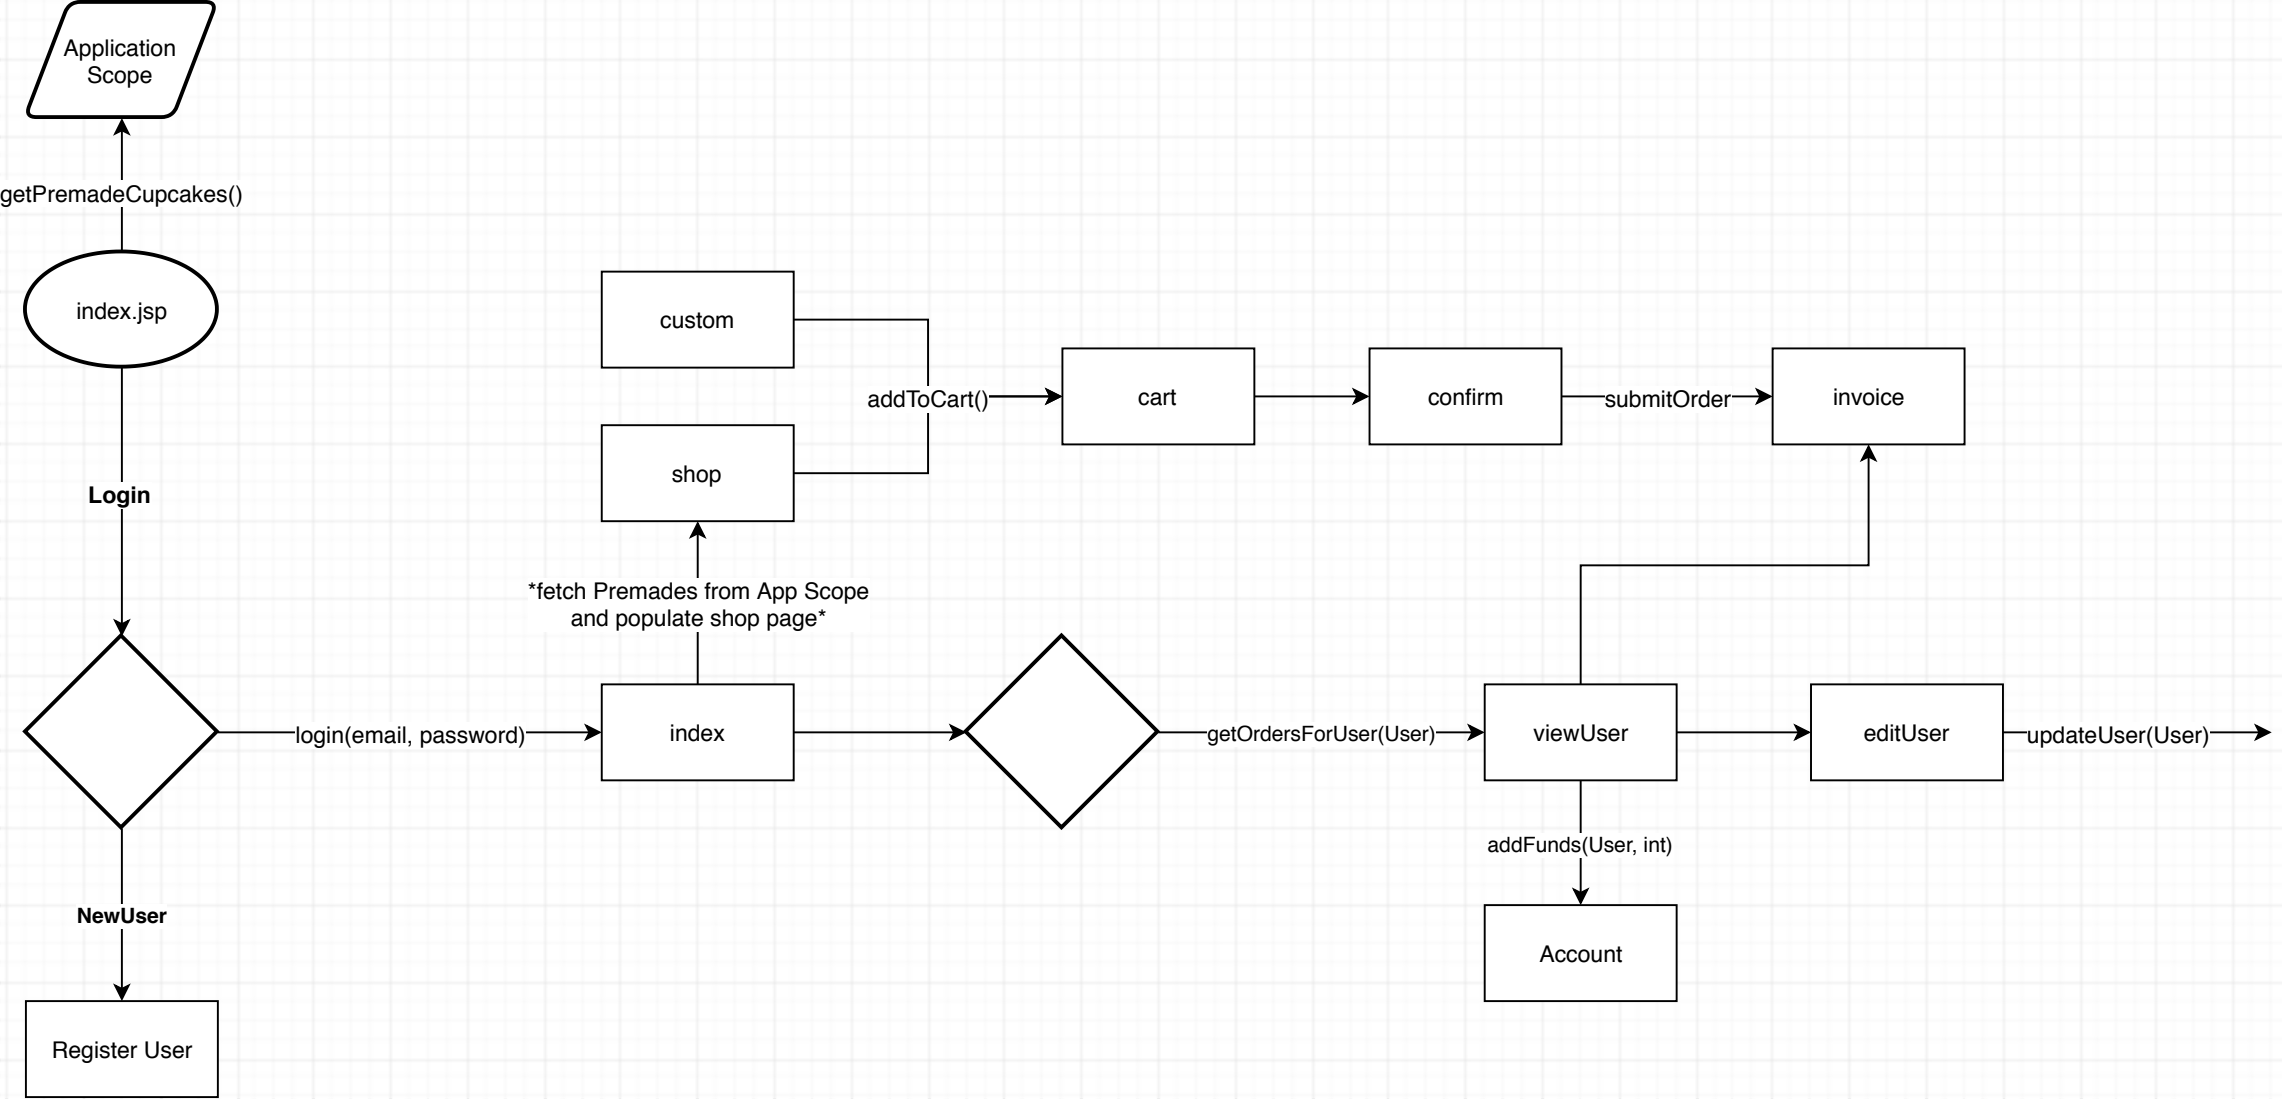 Application
Scope
getPremadeCupcakes()
index.jsp
custom
addToCart()
cart
confirm
submitOrder
invoice
shop
Login
*fetch Premades from App Scope
and populate shop page*
login(email, password)
index
getOrdersForUser(User)
viewUser
editUser
updateUser(User)
addFunds(User, int)
NewUser
Account
Register User